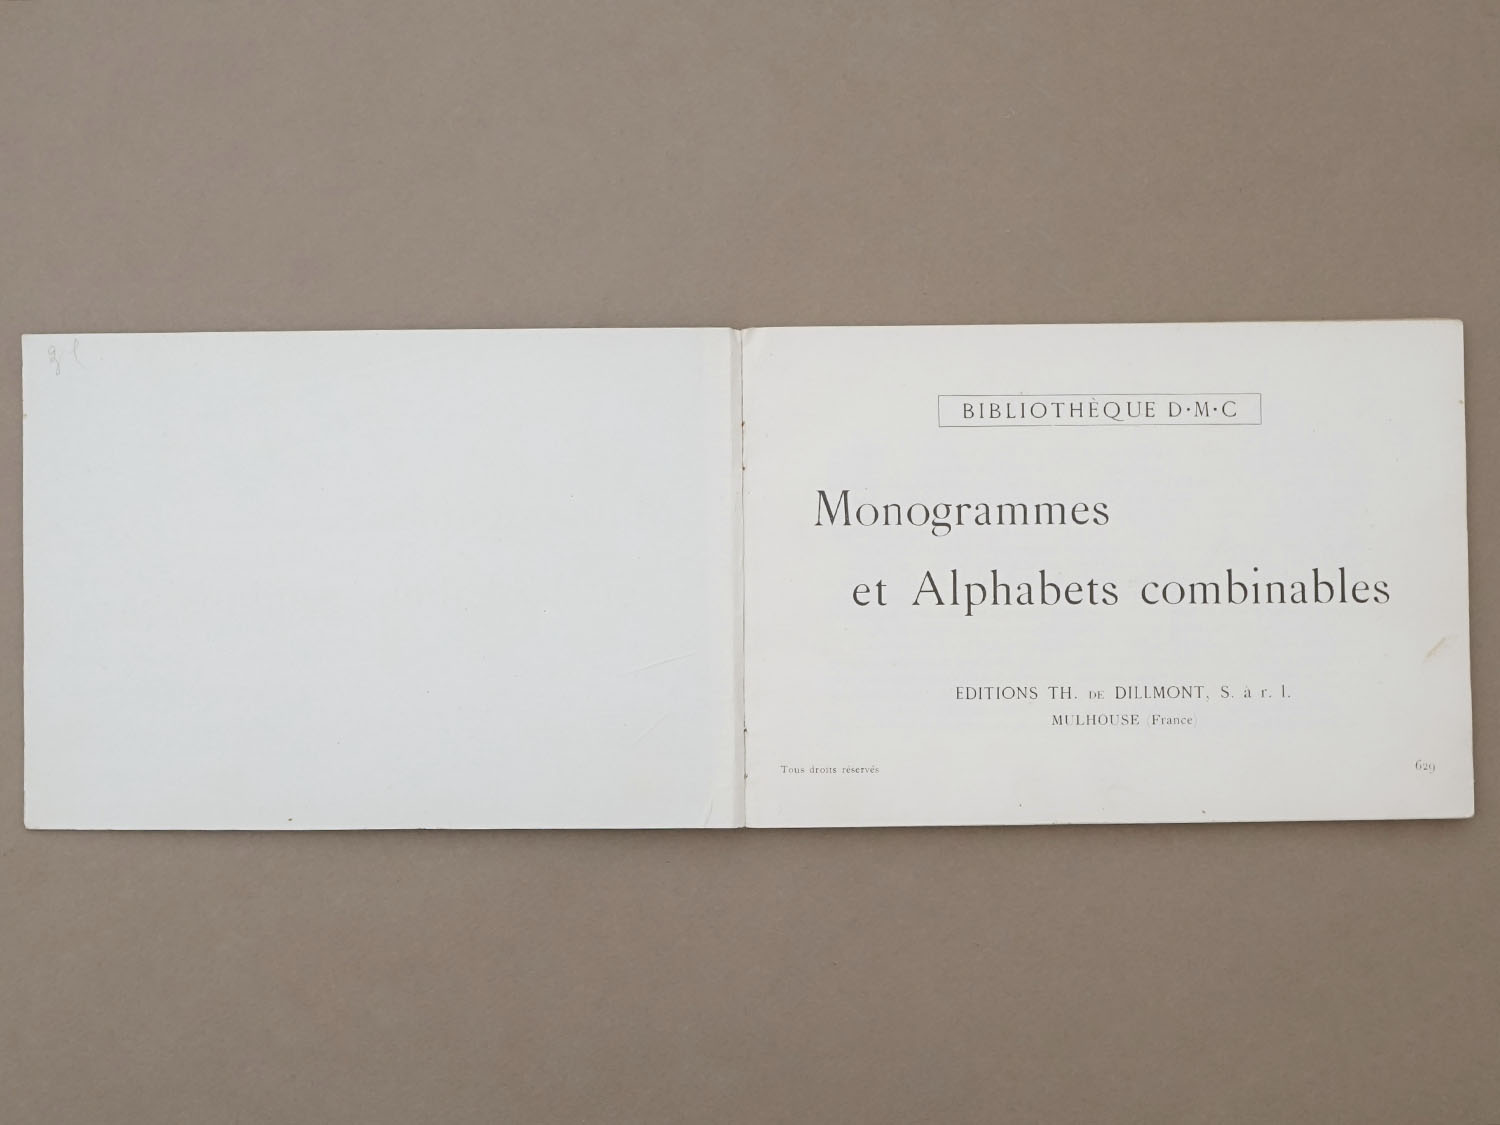 BIBLIOTHÈQUE D·M·C
Monogrammes
et Alphabets combinables
EDITIONS TH. DE DILLMONT, S. à r. l.
MULHOUSE (France)
Tous droits réservés
629